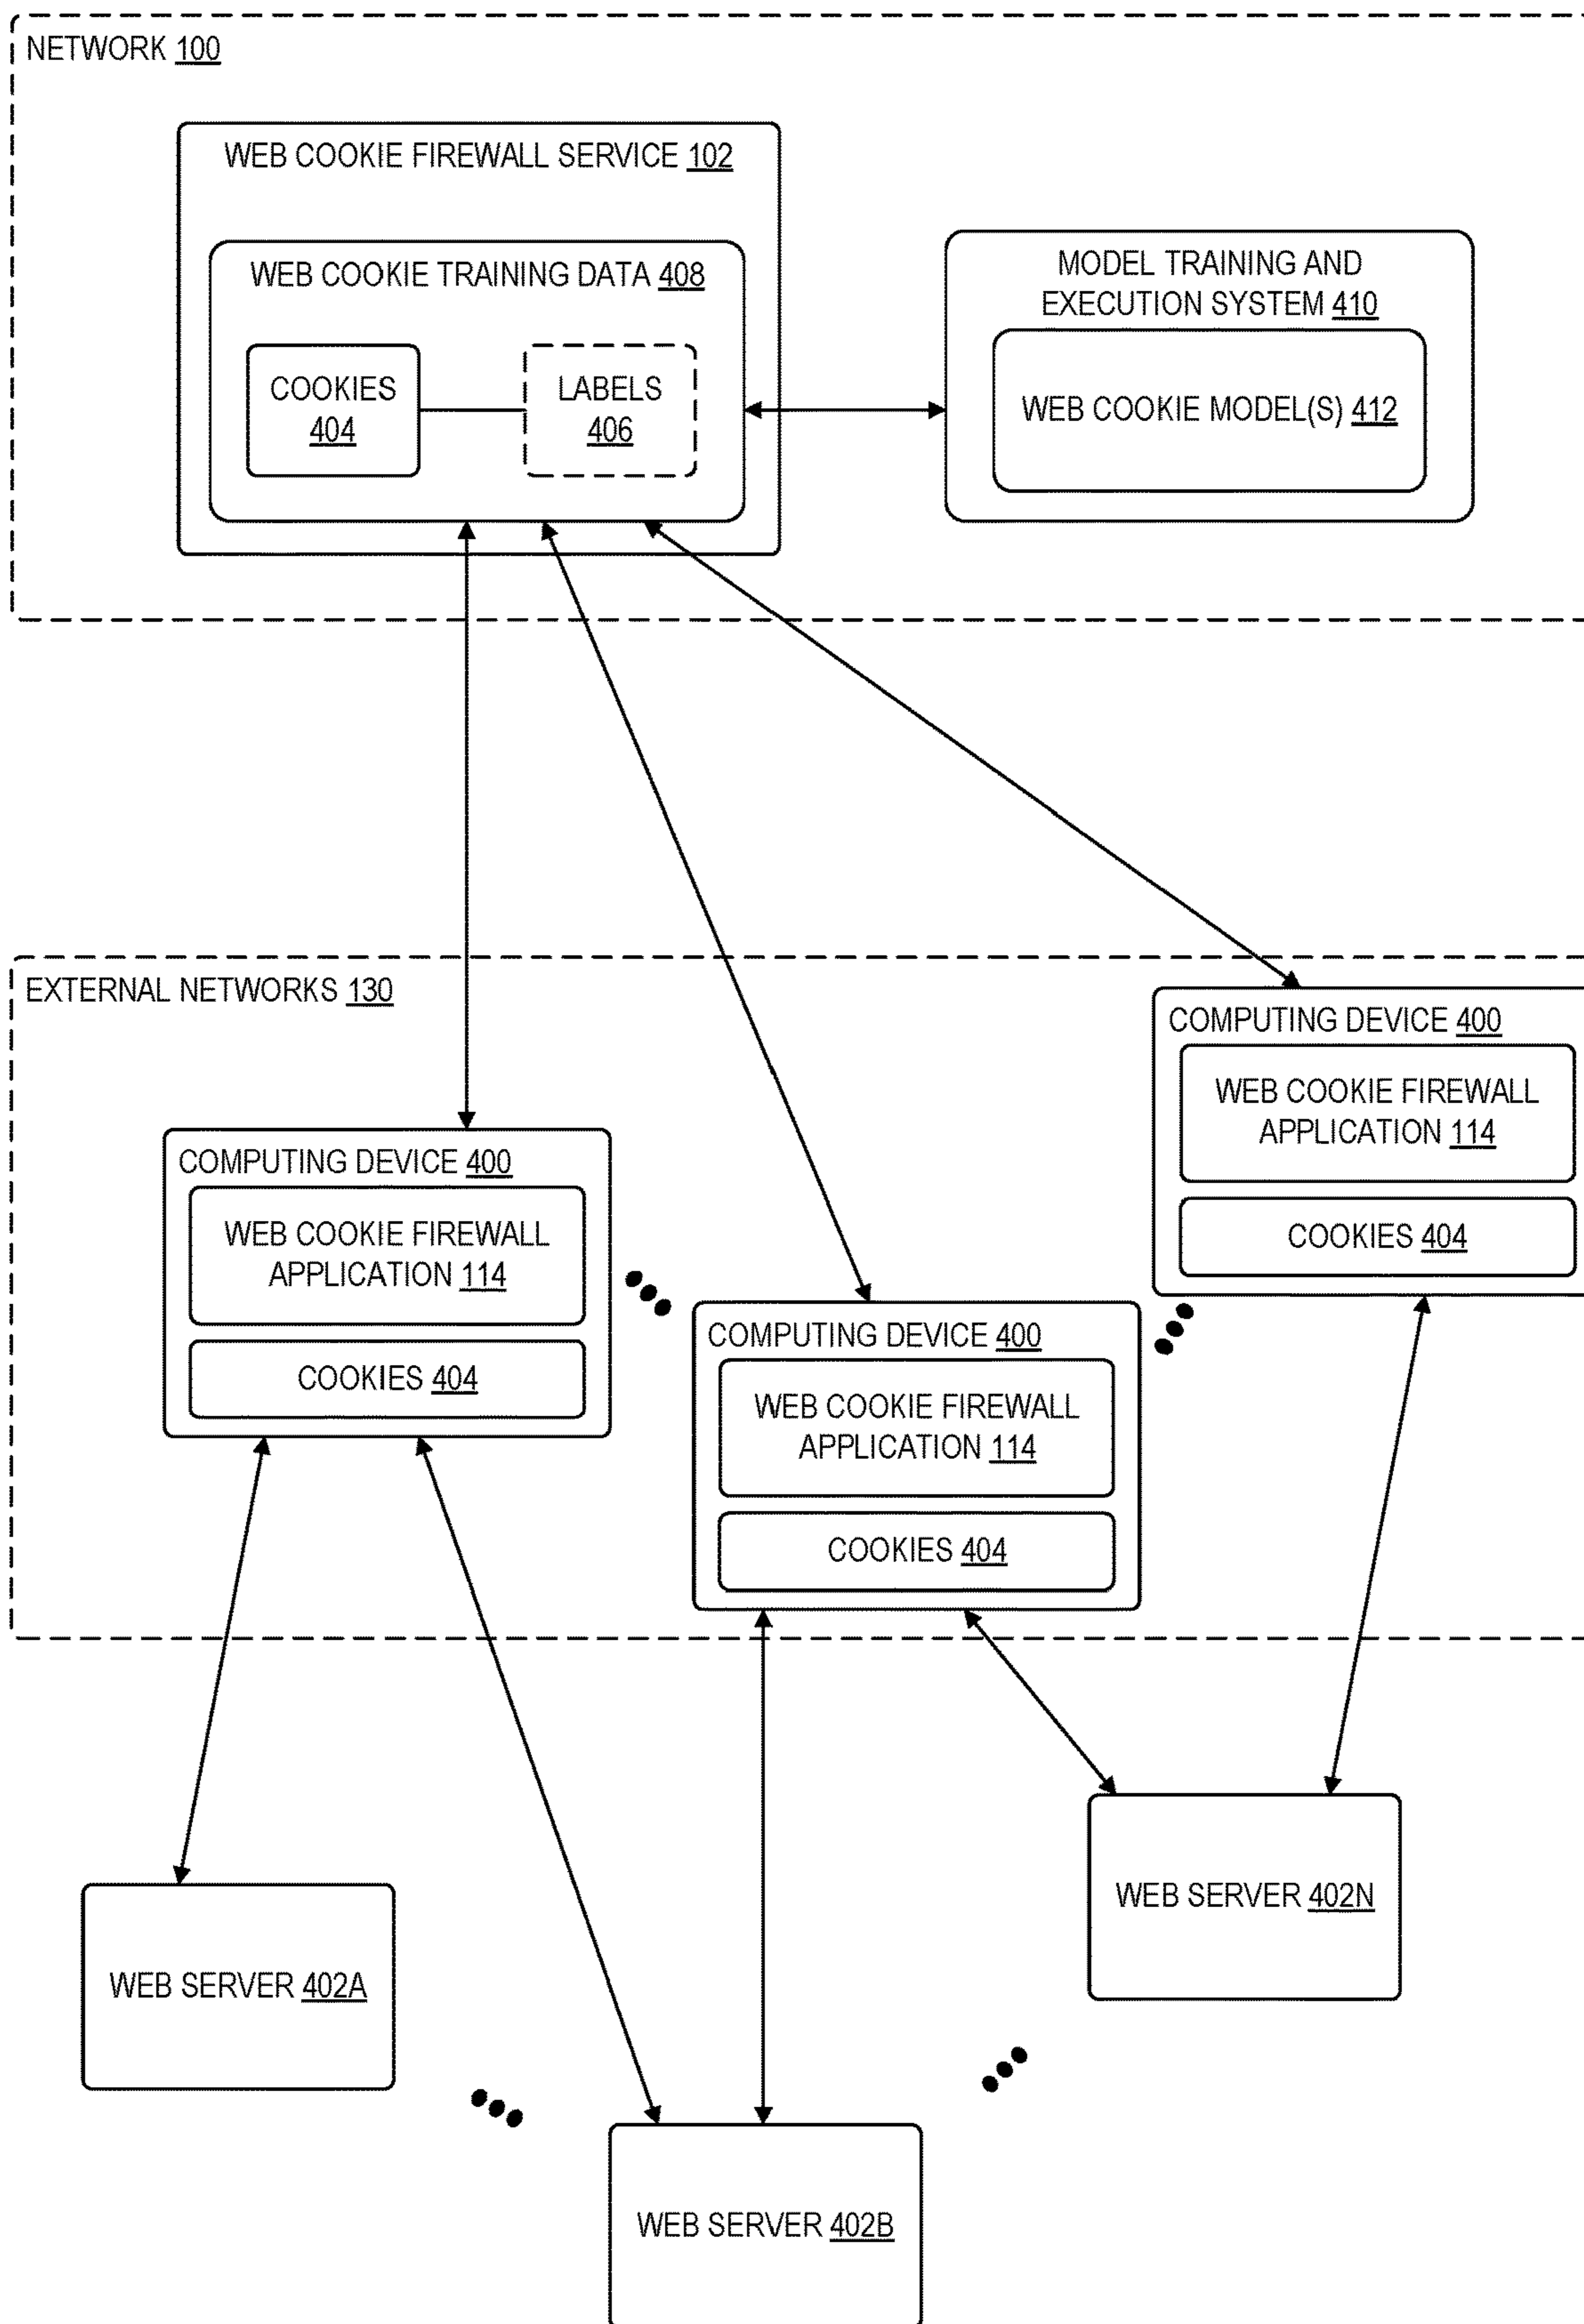 NETWORK 100
WEB COOKIE FIREWALL SERVICE 102
WEB COOKIE TRAINING DATA 408
COOKIES
404
LABELS
406
MODEL TRAINING AND
EXECUTION SYSTEM 410
WEB COOKIE MODEL(S) 412
EXTERNAL NETWORKS 130
COMPUTING DEVICE 400
WEB COOKIE FIREWALL
APPLICATION 114
COOKIES 404
COMPUTING DEVICE 400
WEB COOKIE FIREWALL
APPLICATION 114
COOKIES 404
COMPUTING DEVICE 400
WEB COOKIE FIREWALL
APPLICATION 114
COOKIES 404
WEB SERVER 402A
WEB SERVER 402B
WEB SERVER 402N